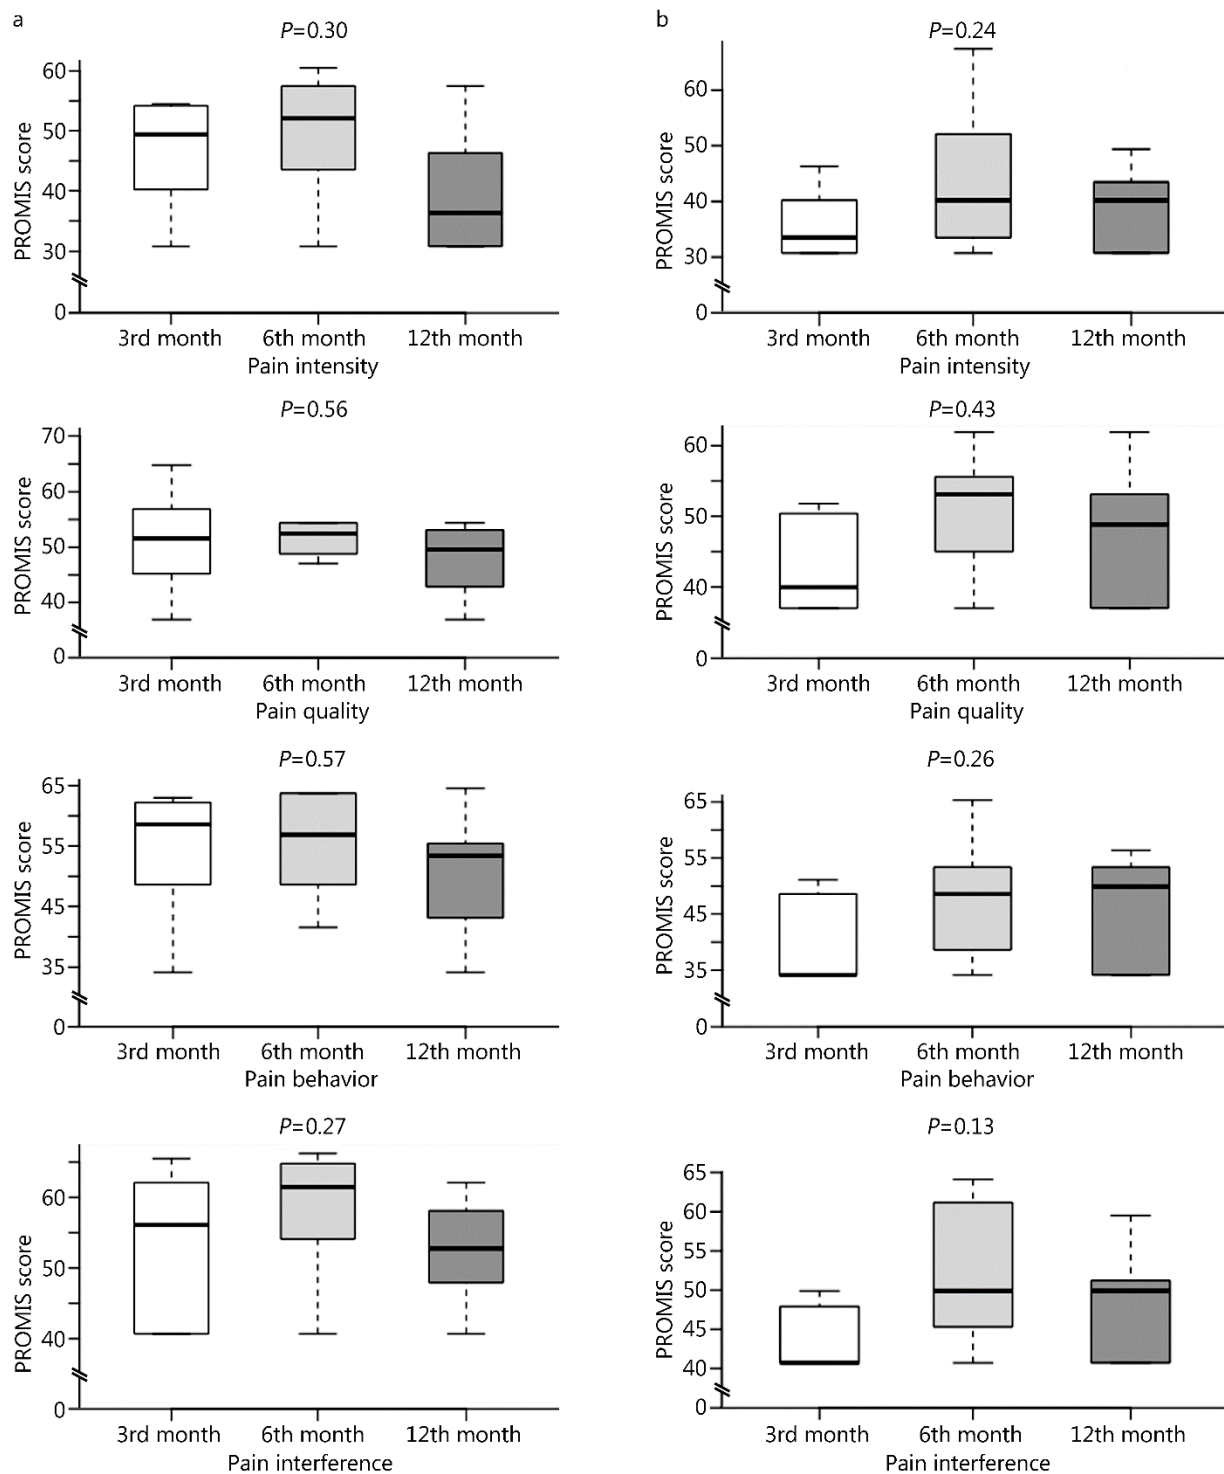 a
P=0.30
PROMIS score
60
50
40
30
0
3rd month 6th month 12th month
Pain intensity
P=0.56
PROMIS score
70
60
50
40
0
3rd month 6th month 12th month
Pain quality
P=0.57
PROMIS score
65
55
45
35
0
3rd month 6th month 12th month
Pain behavior
P=0.27
PROMIS score
60
50
40
0
3rd month 6th month 12th month
Pain interference
b
P=0.24
PROMIS score
60
50
40
30
0
3rd month 6th month 12th month
Pain intensity
P=0.43
PROMIS score
60
50
40
0
3rd month 6th month 12th month
Pain quality
P=0.26
PROMIS score
65
55
45
35
0
3rd month 6th month 12th month
Pain behavior
P=0.13
PROMIS score
65
60
55
50
45
40
0
3rd month 6th month 12th month
Pain interference